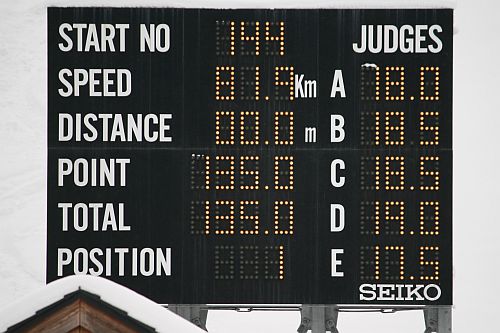 START NO 144 JUDGES
SPEED 81.9 Km A 18.0
DISTANCE 00.0 m B 18.5
POINT 135.0 C 18.5
TOTAL 135.0 D 19.0
POSITION 1 E 17.5
SEIKO